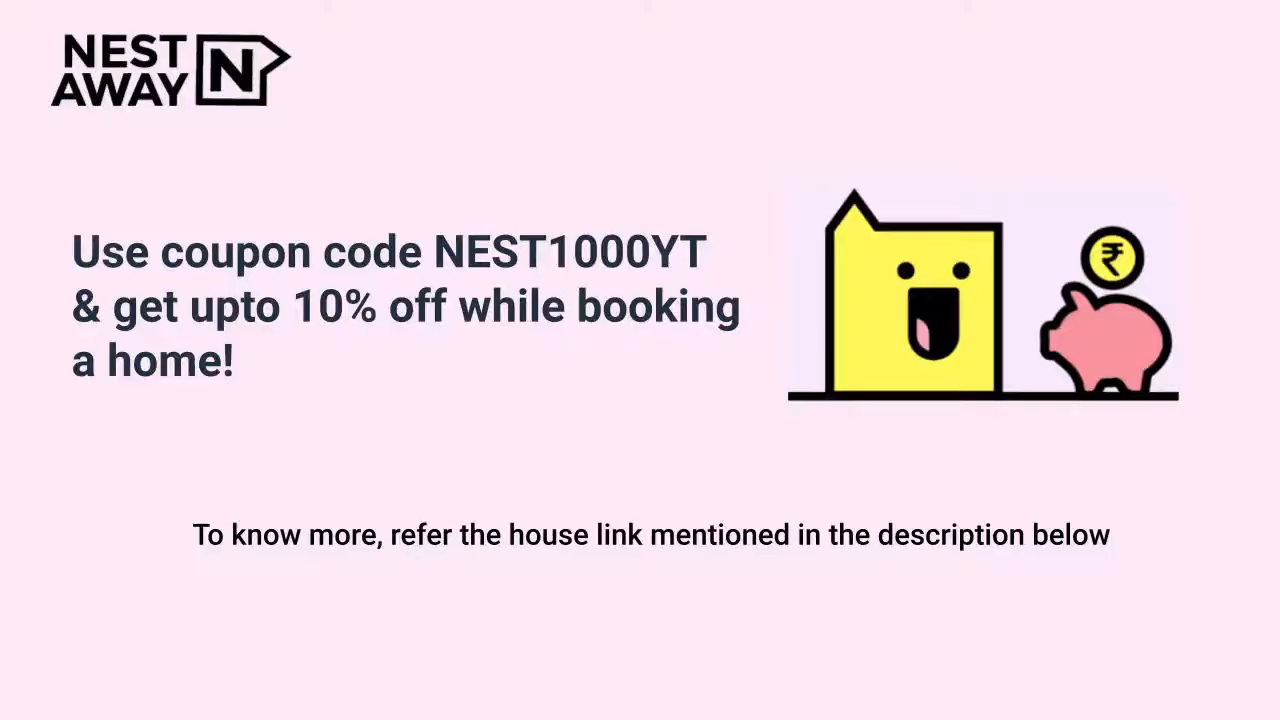 NEST
AWAY N
Use coupon code NEST1000YT
& get upto 10% off while booking
a home!
₹
To know more, refer the house link mentioned in the description below